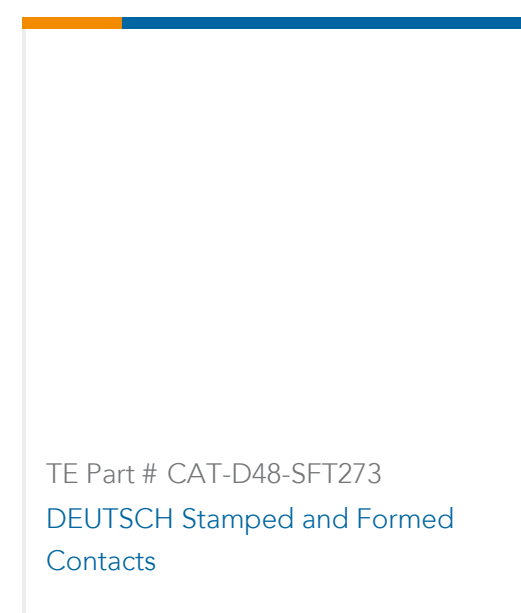 TE Part # CAT-D48-SFT273
DEUTSCH Stamped and Formed
Contacts